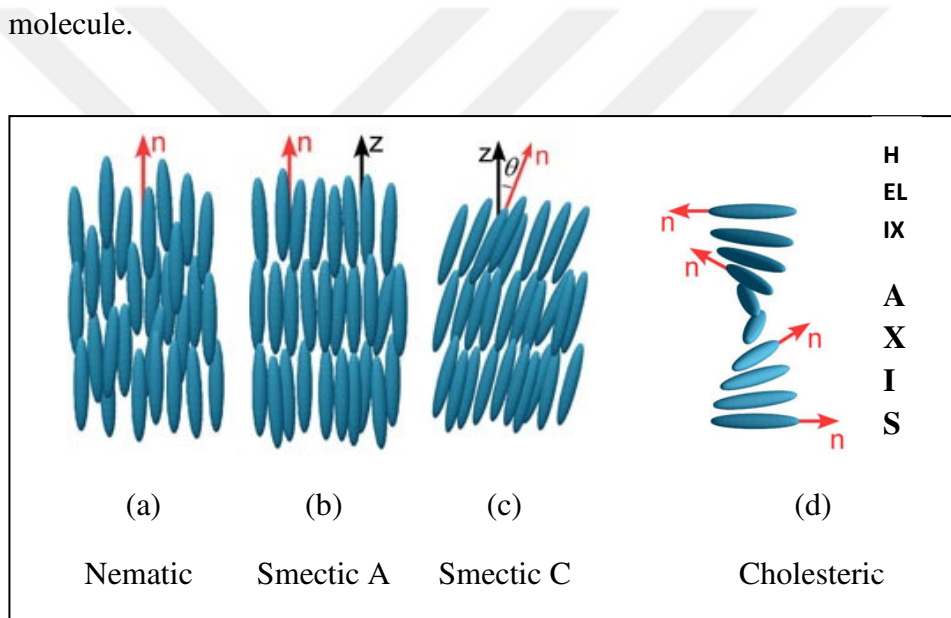 molecule.
n
n z
z θ n
n
n
n
n
H
EL
IX
A
X
I
S
(a) (b) (c) (d)
Nematic Smectic A Smectic C Cholesteric